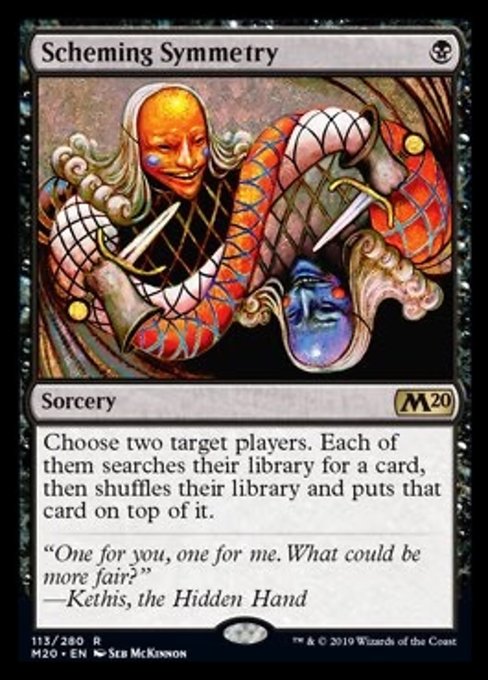 Scheming Symmetry
Sorcery
M20
Choose two target players. Each of
them searches their library for a card,
then shuffles their library and puts that
card on top of it.
“One for you, one for me. What could be
more fair?”
—Kethis, the Hidden Hand
113/280 R
M20 • EN Seb McKinnon
™ & © 2019 Wizards of the Coast